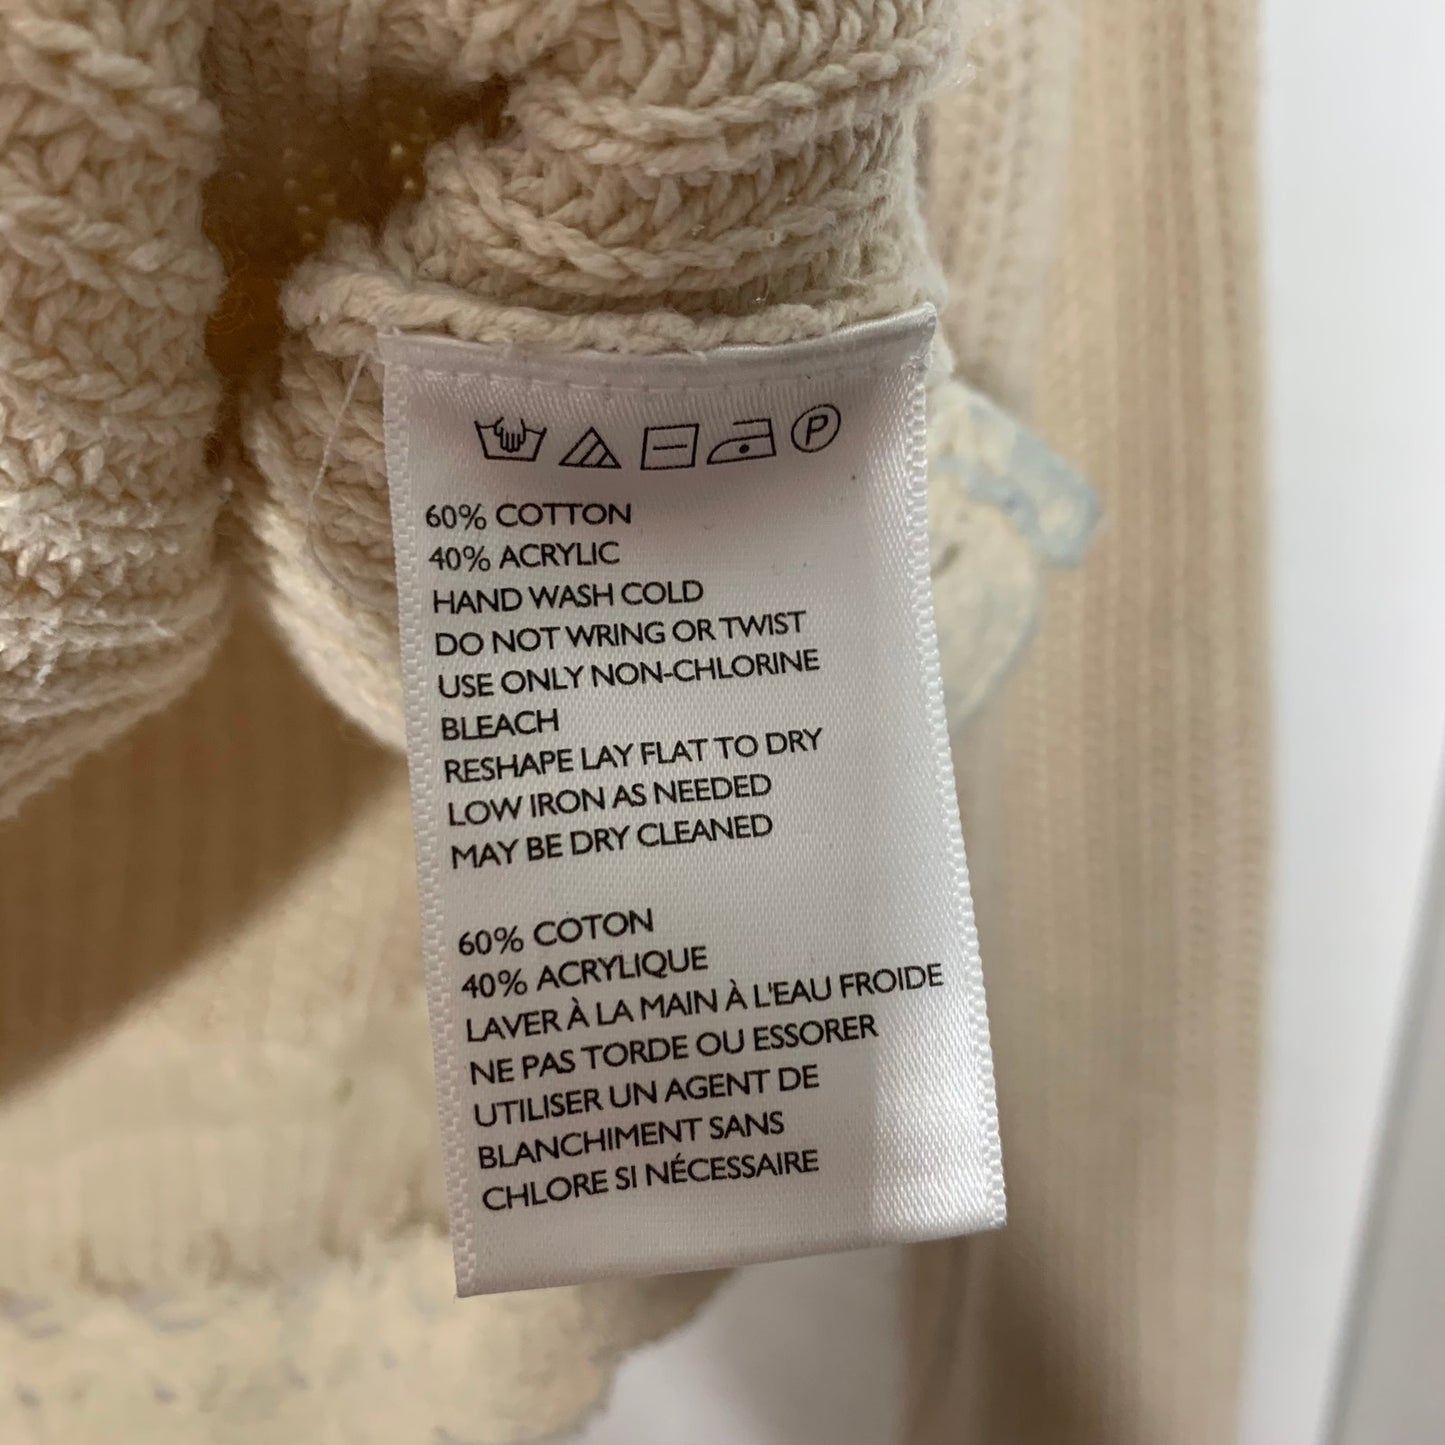 P
60% COTTON
40% ACRYLIC
HAND WASH COLD
DO NOT WRING OR TWIST
USE ONLY NON-CHLORINE
BLEACH
RESHAPE LAY FLAT TO DRY
LOW IRON AS NEEDED
MAY BE DRY CLEANED
60% COTON
40% ACRYLIQUE
LAVER À LA MAIN À L'EAU FROIDE
NE PAS TORDE OU ESSORER
UTILISER UN AGENT DE
BLANCHIMENT SANS
CHLORE SI NÉCESSAIRE